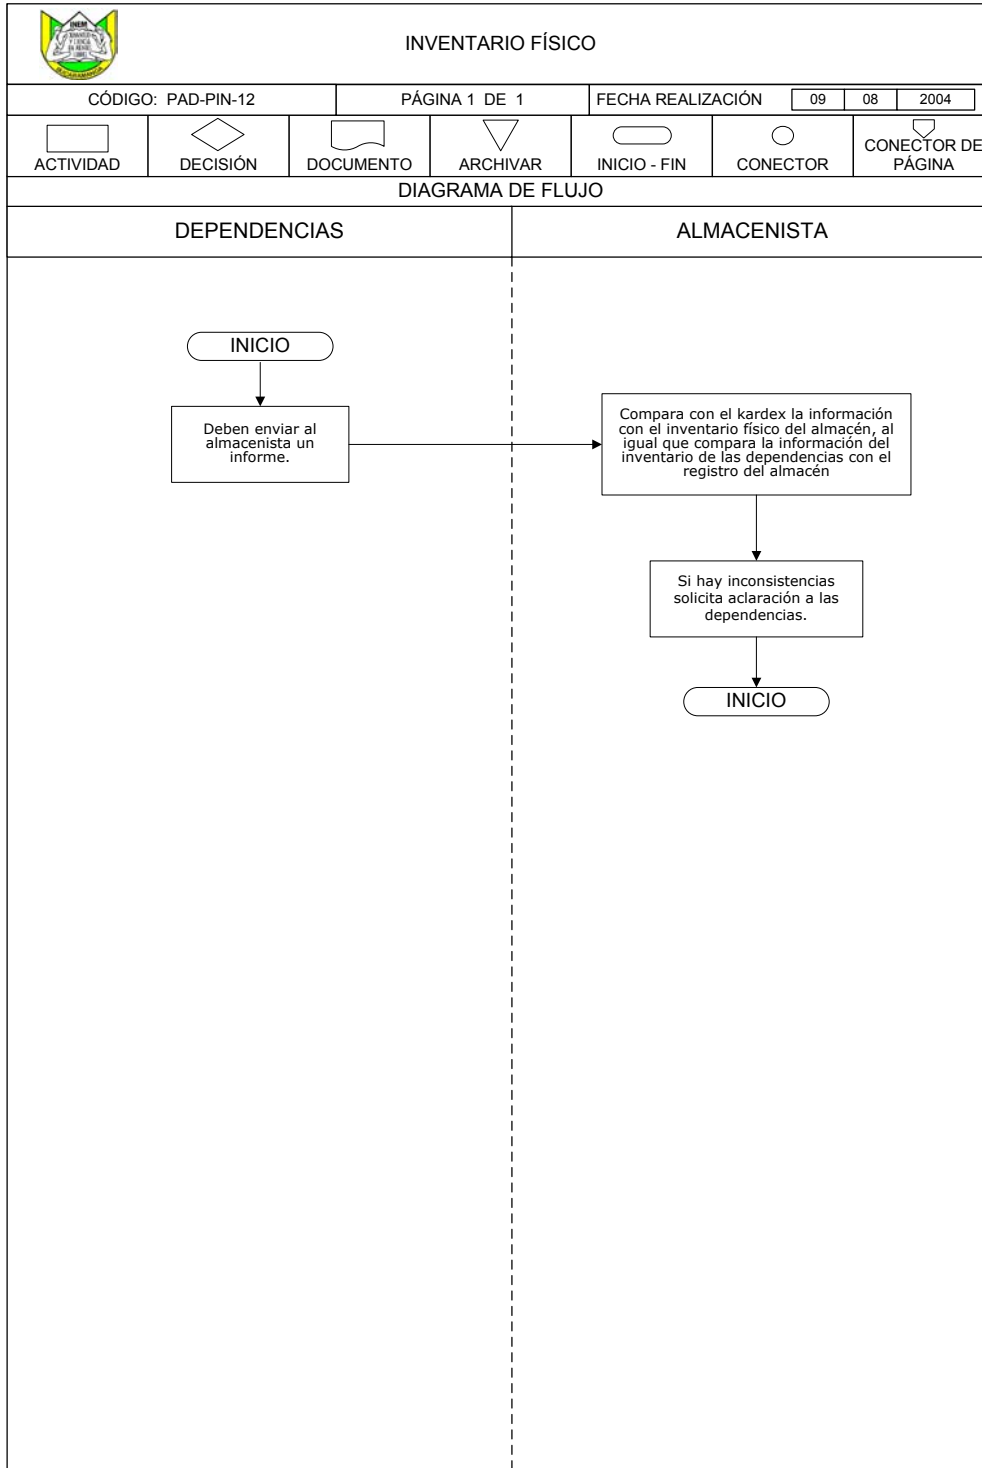 INEM
BUCARAMANGA
INVENTARIO FÍSICO
CÓDIGO: PAD-PIN-12
PÁGINA 1 DE 1
FECHA REALIZACIÓN
09
08
2004
ACTIVIDAD
DECISIÓN
DOCUMENTO
ARCHIVAR
INICIO - FIN
CONECTOR
CONECTOR DE
PÁGINA
DIAGRAMA DE FLUJO
DEPENDENCIAS
ALMACENISTA
INICIO
Deben enviar al
almacenista un
informe.
Compara con el kardex la información
con el inventario físico del almacén, al
igual que compara la información del
inventario de las dependencias con el
registro del almacén
Si hay inconsistencias
solicita aclaración a las
dependencias.
INICIO